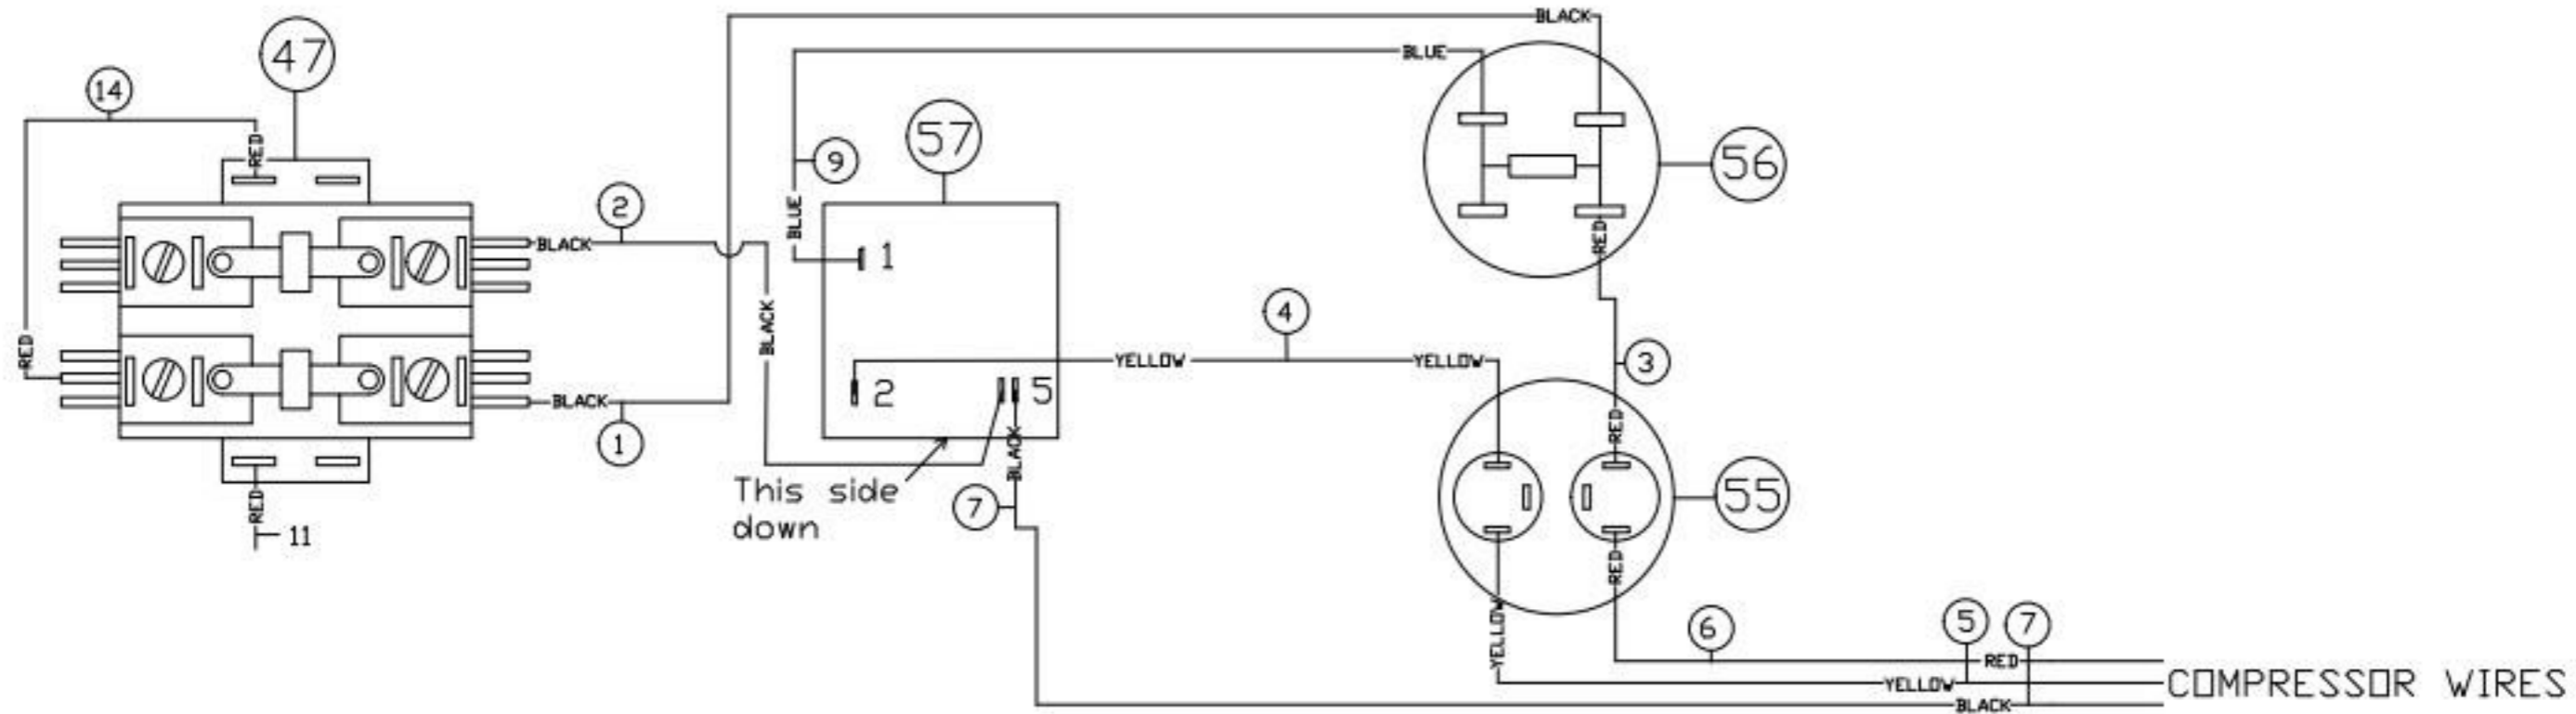 BLACK
BLUE
47
14
RED
57
56
9
2
BLUE
BLACK
1
RED
BLACK
4
RED
YELLOW
YELLOW
3
2
5
BLACK
1
RED
BLACK
This side
down
7
55
RED
11
RED
YELLOW
6
5
7
RED
YELLOW
COMPRESSOR WIRES
BLACK